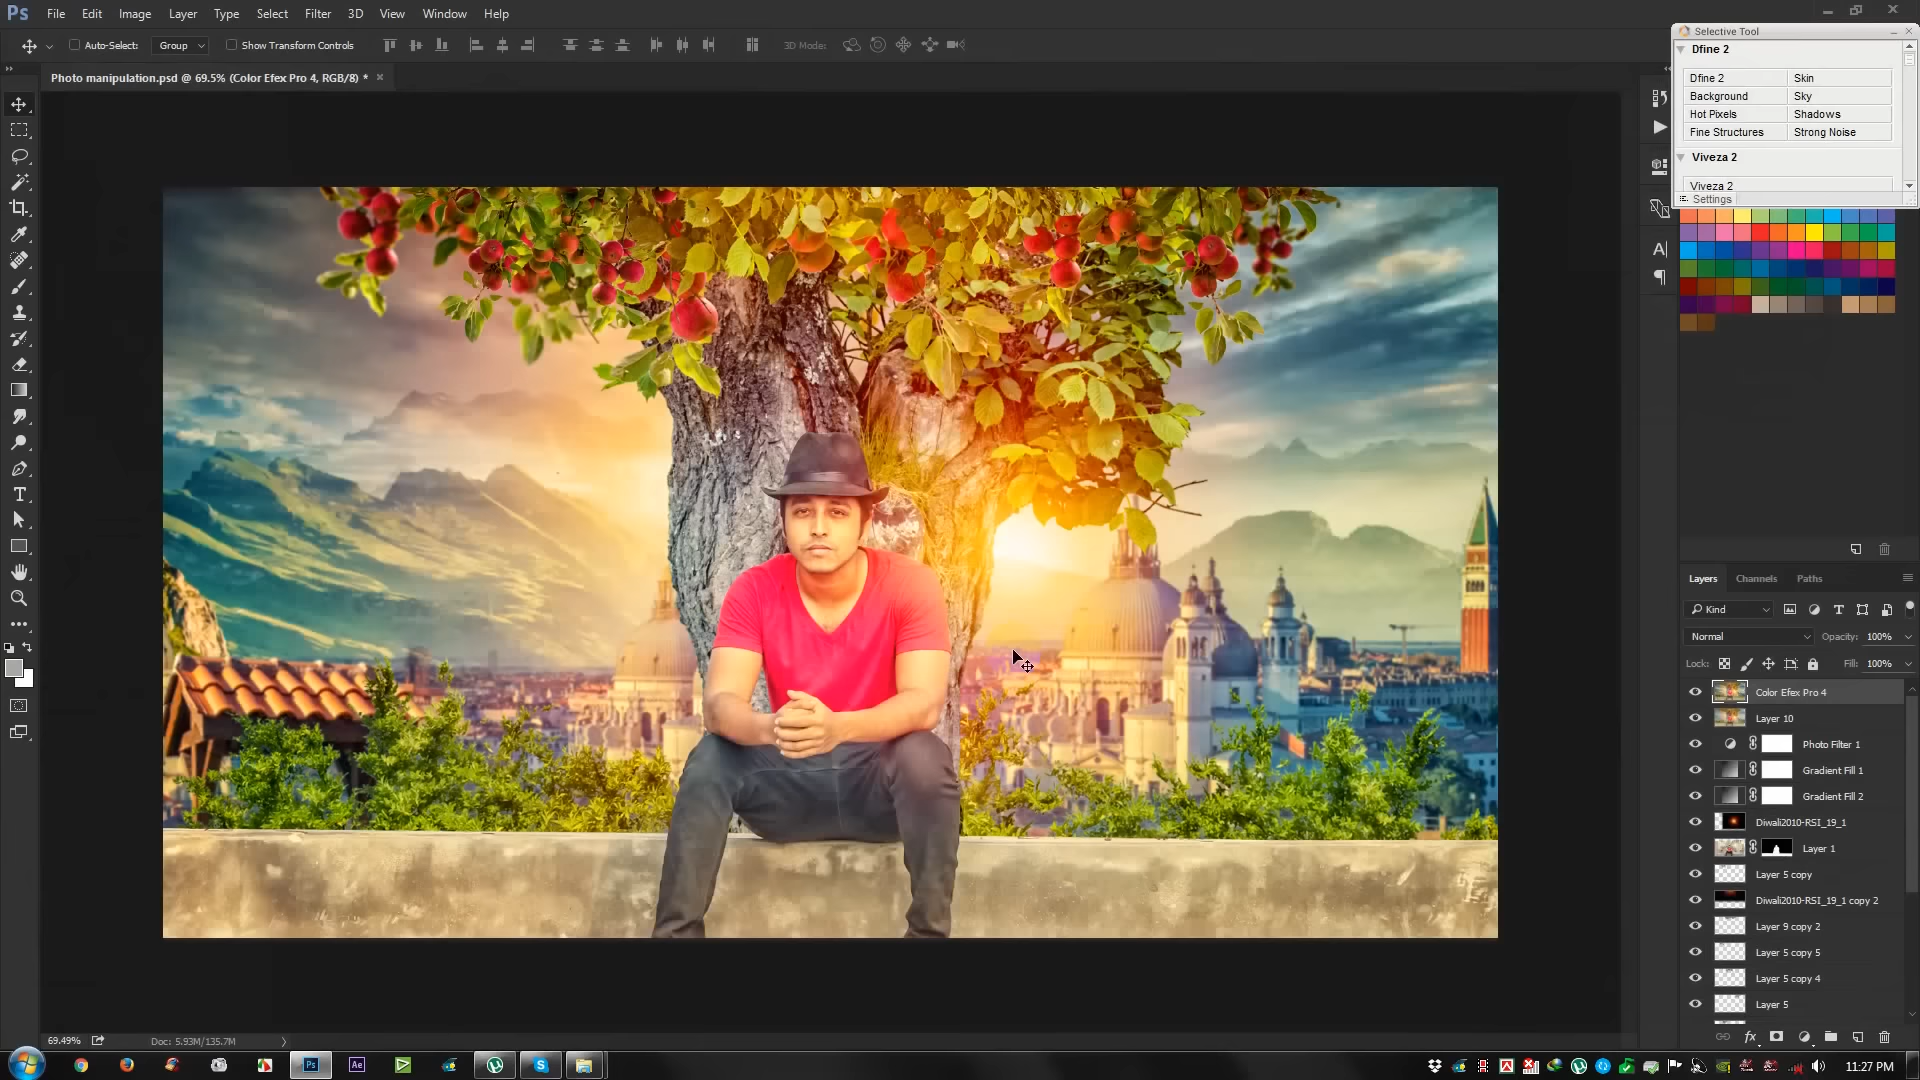 Ps File Edit Image Layer Type Select Filter 3D View Window Help
Auto-Select: Group Show Transform Controls 3D Mode:
Photo manipulation.psd @ 69.5% (Color Efex Pro 4, RGB/8) * ×
Selective Tool
Dfine 2
Dfine 2 Skin
Background Sky
Hot Pixels Shadows
Fine Structures Strong Noise
Viveza 2
Viveza 2
Settings
Layers Channels Paths
Kind
Normal Opacity: 100%
Lock: Fill: 100%
Color Efex Pro 4
Layer 10
Photo Filter 1
Gradient Fill 1
Gradient Fill 2
Diwali2010-RSI_19_1
Layer 1
Layer 5 copy
Diwali2010-RSI_19_1 copy 2
Layer 9 copy 2
Layer 5 copy 5
Layer 5 copy 4
Layer 5
fx
69.49% Doc: 5.93M/135.7M
Ps Ae 11:27 PM